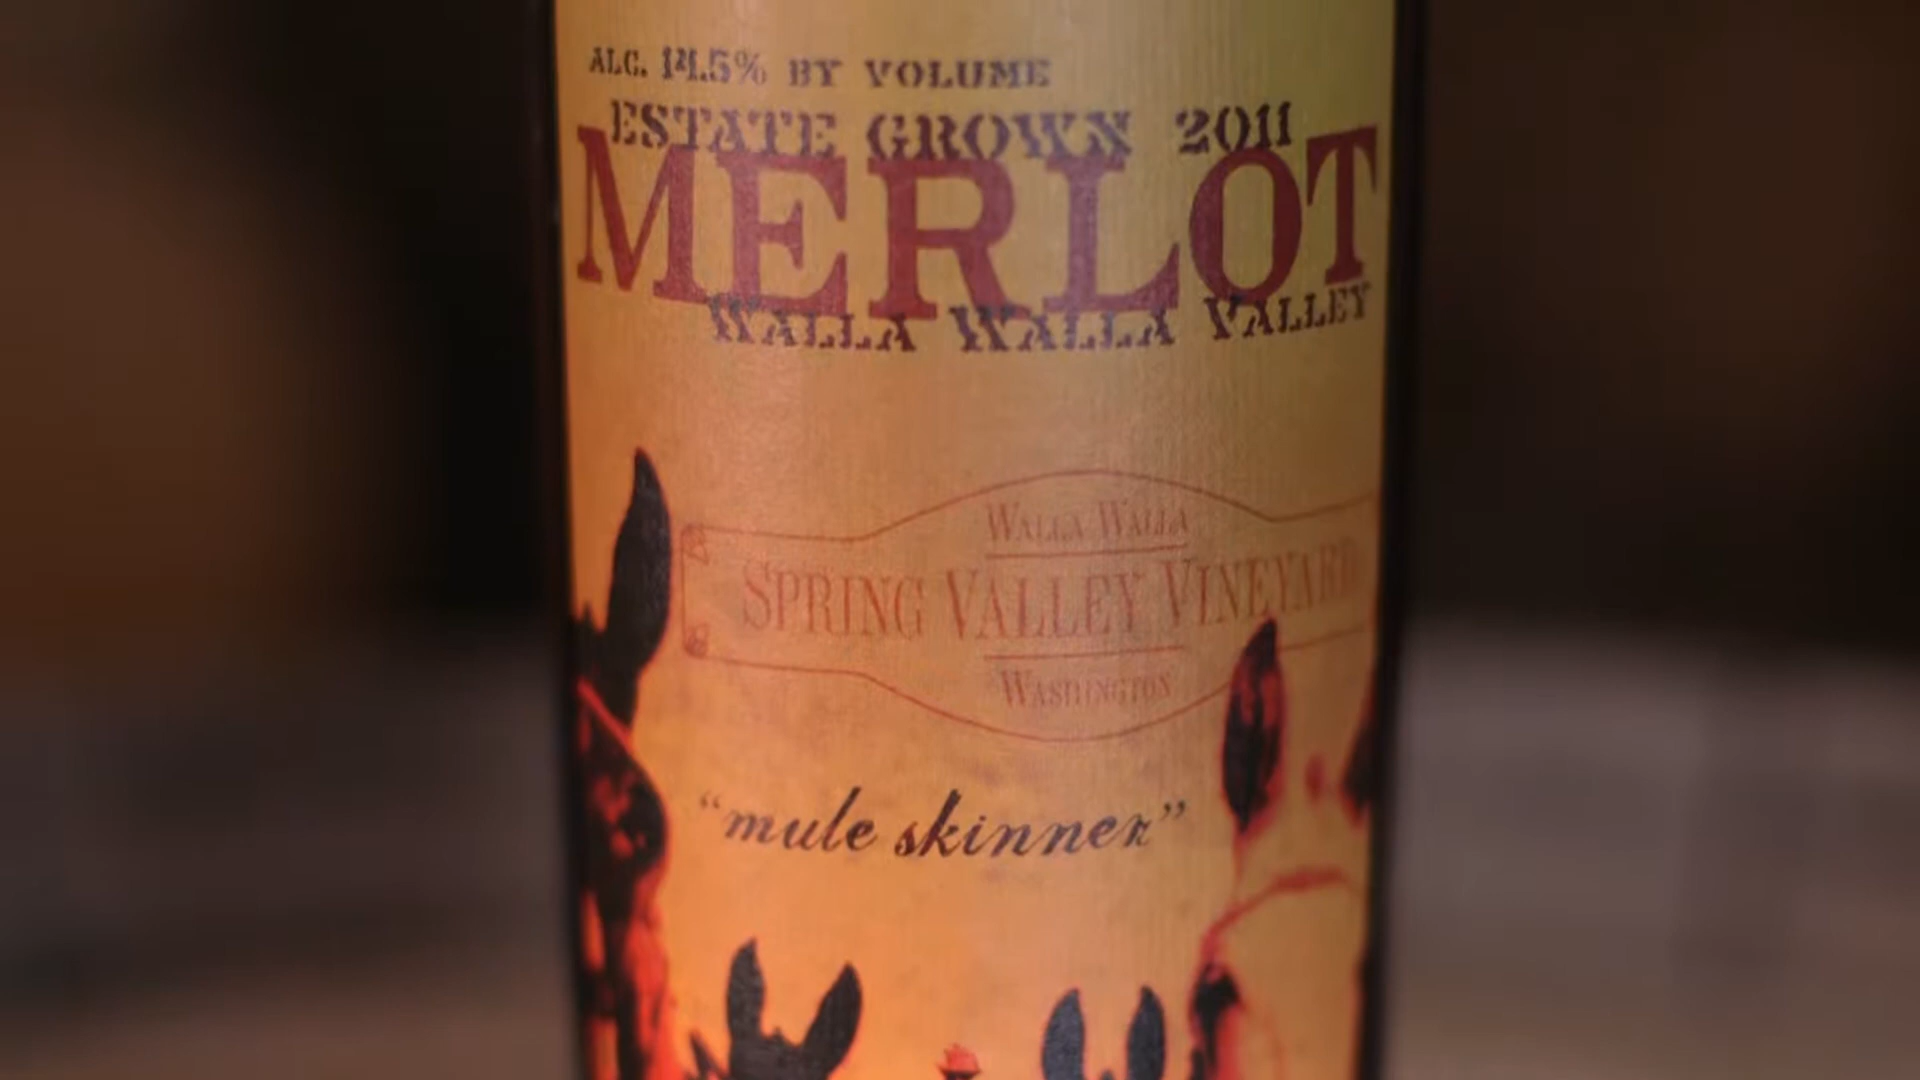 ALC. 14.5% BY VOLUME
ESTATE GROWN 2011
MERLOT
WALLA WALLA VALLEY
WALLA WALLA
SPRING VALLEY VINEYARD
WASHINGTON
“mule skinner”